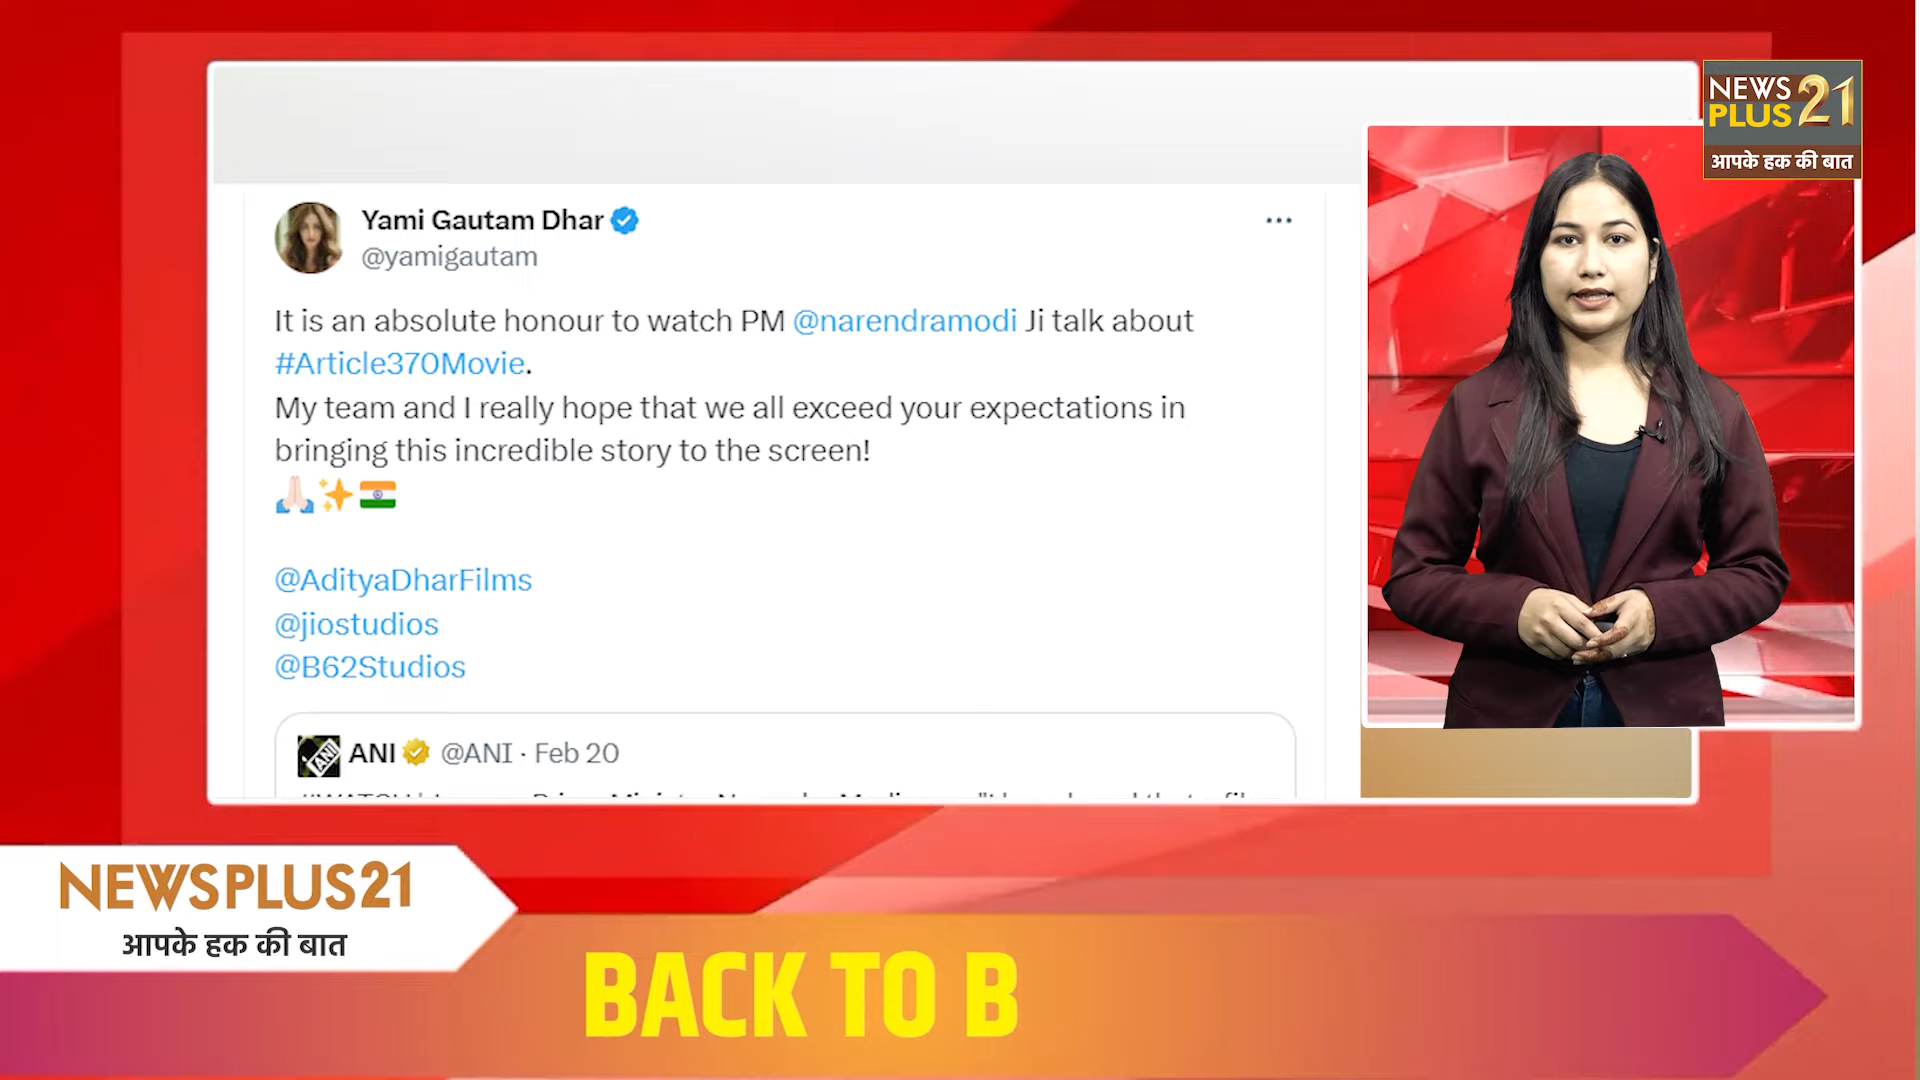 NEWS
PLUS 21
आपके हक की बात
Yami Gautam Dhar
@yamigautam
It is an absolute honour to watch PM @narendramodi Ji talk about
#Article370Movie.
My team and I really hope that we all exceed your expectations in
bringing this incredible story to the screen!
@AdityaDharFilms
@jiostudios
@B62Studios
ANI @ANI · Feb 20
NEWSPLUS21
आपके हक की बात
BACK TO B